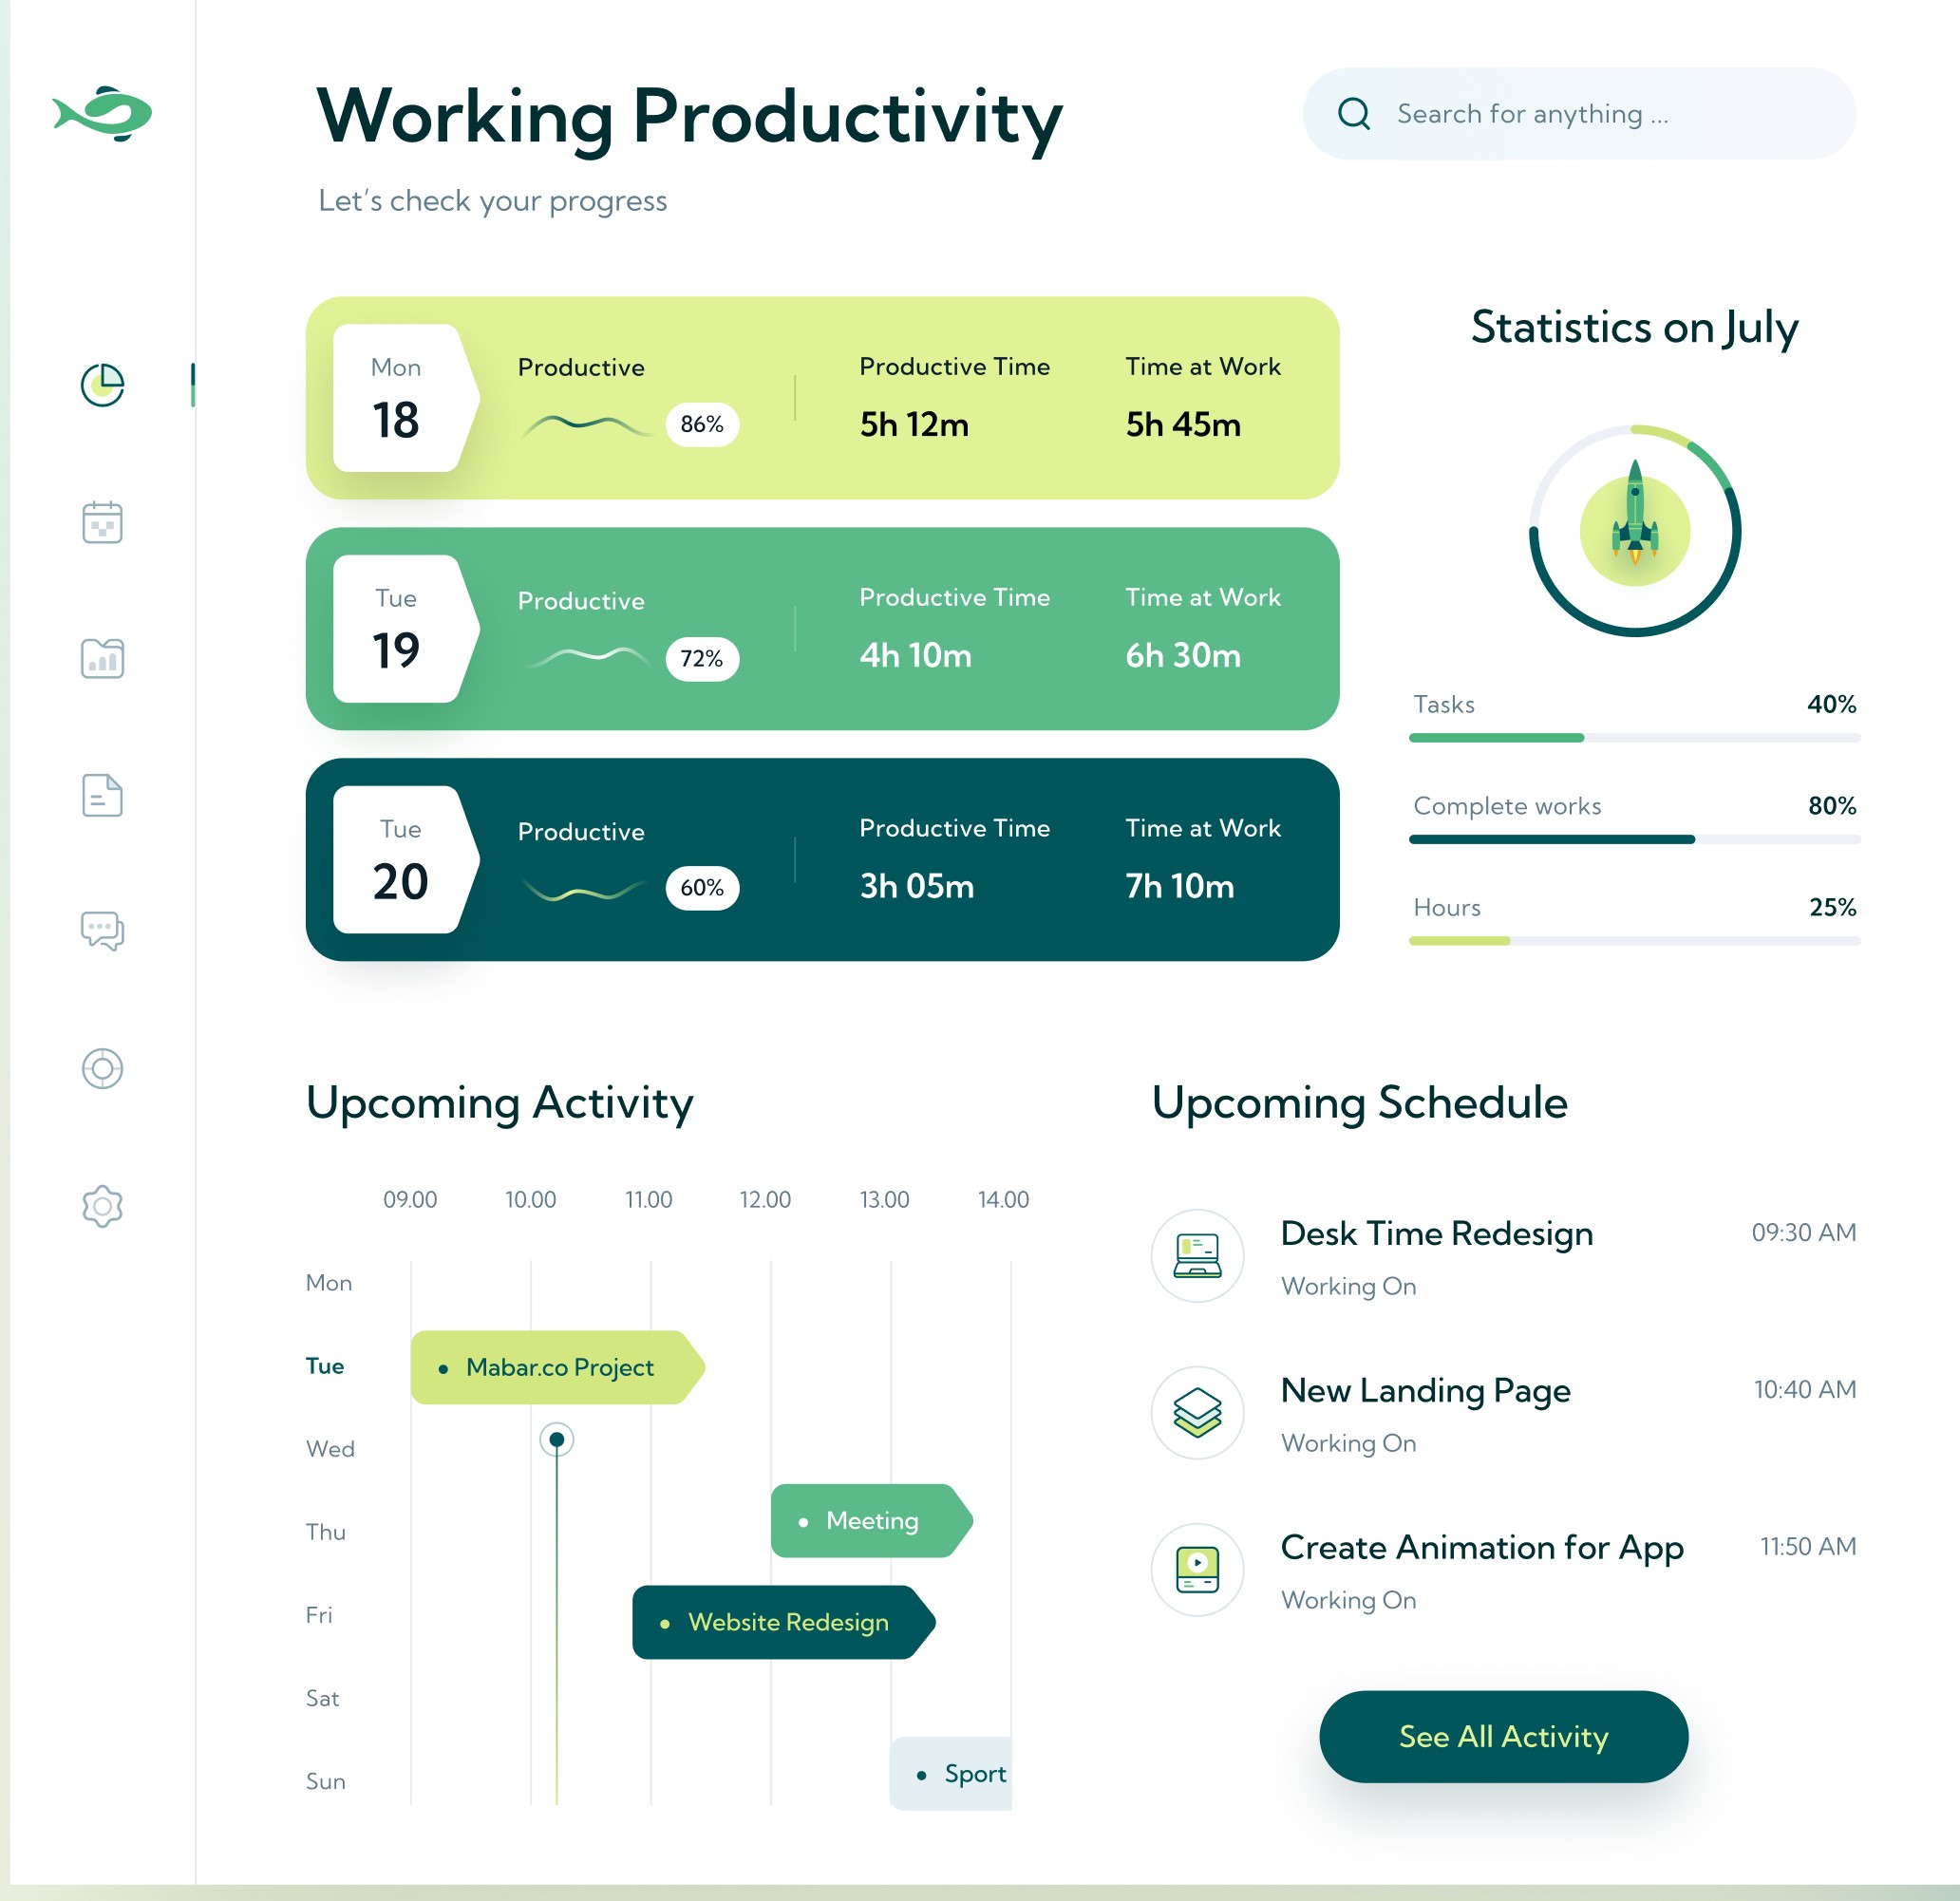 Working Productivity
Search for anything ...
Let's check your progress
Mon
18
Productive
86%
Productive Time
5h 12m
Time at Work
5h 45m
Tue
19
Productive
72%
Productive Time
4h 10m
Time at Work
6h 30m
Tue
20
Productive
60%
Productive Time
3h 05m
Time at Work
7h 10m
Statistics on July
Tasks 40%
Complete works 80%
Hours 25%
Upcoming Activity
09.00 10.00 11.00 12.00 13.00 14.00
Mon
Tue
Mabar.co Project
Wed
Thu
Meeting
Fri
Website Redesign
Sat
Sun
Sport
Upcoming Schedule
Desk Time Redesign 09:30 AM
Working On
New Landing Page 10:40 AM
Working On
Create Animation for App 11:50 AM
Working On
See All Activity